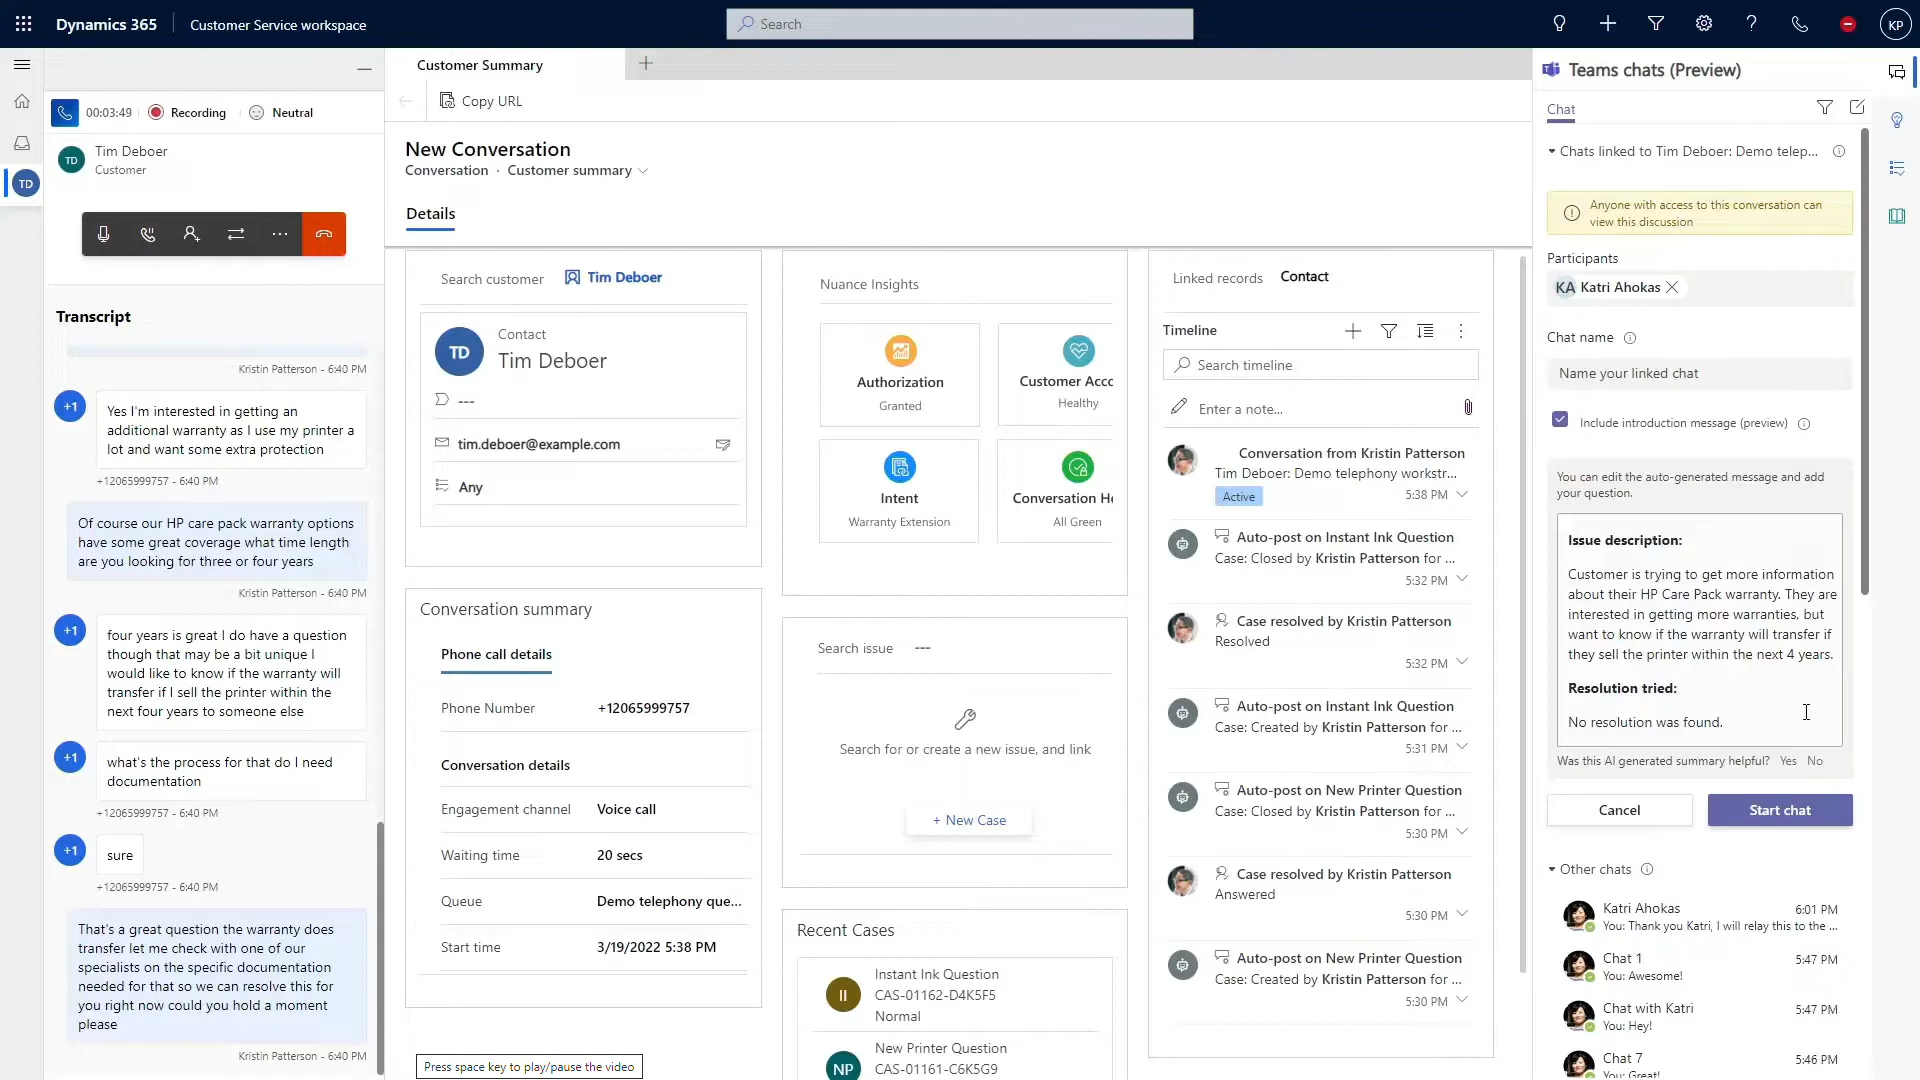 Dynamics 365
Customer Service workspace
Search
KP
00:03:49
Recording
Neutral
TD
Tim Deboer
Customer
TD
Transcript
Kristin Patterson - 6:40 PM
+1
Yes I'm interested in getting an
additional warranty as I use my printer a
lot and want some extra protection
+12065999757 - 6:40 PM
Of course our HP care pack warranty options
have some great coverage what time length
are you looking for three or four years
Kristin Patterson - 6:40 PM
+1
four years is great I do have a question
though that may be a bit unique I
would like to know if the warranty will
transfer if I sell the printer within the
next four years to someone else
+1
what's the process for that do I need
documentation
+12065999757 - 6:40 PM
+1
sure
+12065999757 - 6:40 PM
That's a great question the warranty does
transfer let me check with one of our
specialists on the specific documentation
needed for that so we can resolve this for
you right now could you hold a moment
please
Kristin Patterson - 6:40 PM
Customer Summary
Copy URL
New Conversation
Conversation · Customer summary
Details
Search customer
Tim Deboer
TD
Contact
Tim Deboer
---
tim.deboer@example.com
Any
Conversation summary
Phone call details
Phone Number
+12065999757
Conversation details
Engagement channel
Voice call
Waiting time
20 secs
Queue
Demo telephony que...
Start time
3/19/2022 5:38 PM
Press space key to play/pause the video
Nuance Insights
Authorization
Granted
Customer Acco
Healthy
Intent
Warranty Extension
Conversation He
All Green
Search issue
---
Search for or create a new issue, and link
+ New Case
Recent Cases
II
Instant Ink Question
CAS-01162-D4K5F5
Normal
NP
New Printer Question
CAS-01161-C6K5G9
Linked records
Contact
Timeline
Search timeline
Enter a note...
Conversation from Kristin Patterson
Tim Deboer: Demo telephony workstr...
Active
5:38 PM
Auto-post on Instant Ink Question
Case: Closed by Kristin Patterson for ...
5:32 PM
Case resolved by Kristin Patterson
Resolved
5:32 PM
Auto-post on Instant Ink Question
Case: Created by Kristin Patterson for ...
5:31 PM
Auto-post on New Printer Question
Case: Closed by Kristin Patterson for ...
5:30 PM
Case resolved by Kristin Patterson
Answered
5:30 PM
Auto-post on New Printer Question
Case: Created by Kristin Patterson for ...
5:30 PM
Teams chats (Preview)
Chat
Chats linked to Tim Deboer: Demo telep...
Anyone with access to this conversation can
view this discussion
Participants
KA
Katri Ahokas
Chat name
Name your linked chat
Include introduction message (preview)
You can edit the auto-generated message and add
your question.
Issue description:
Customer is trying to get more information
about their HP Care Pack warranty. They are
interested in getting more warranties, but
want to know if the warranty will transfer if
they sell the printer within the next 4 years.
Resolution tried:
No resolution was found.
Was this AI generated summary helpful? Yes No
Cancel
Start chat
Other chats
Katri Ahokas
6:01 PM
You: Thank you Katri, I will relay this to the ...
Chat 1
5:47 PM
You: Awesome!
Chat with Katri
5:47 PM
You: Hey!
Chat 7
5:46 PM
You: Great!